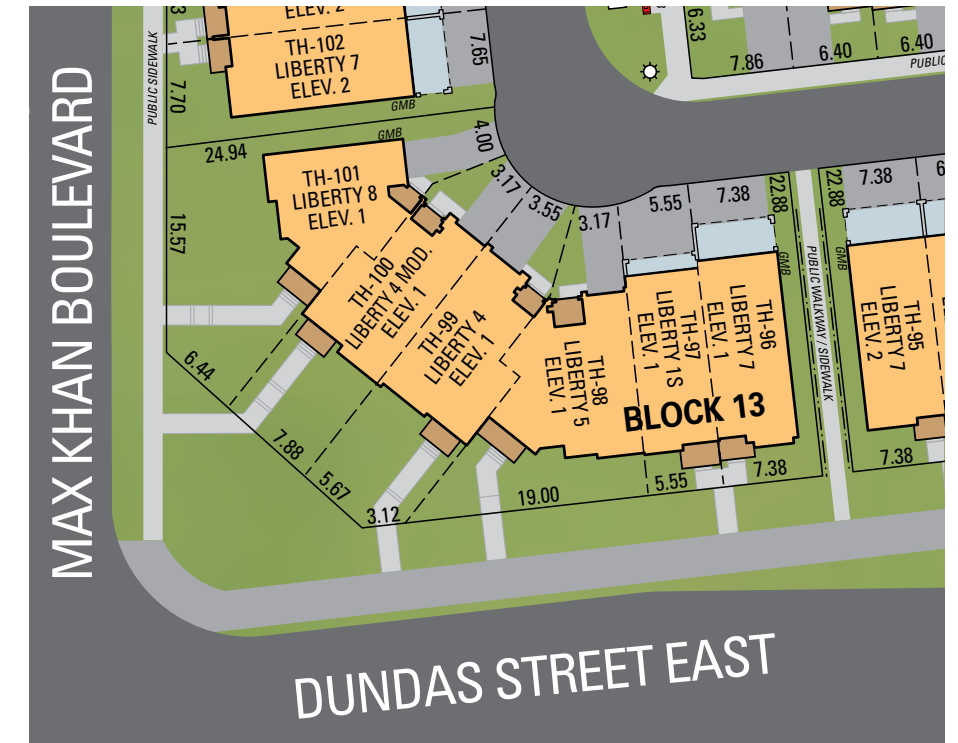 ELEV. 2
TH-102
LIBERTY 7
ELEV. 2
7.65
GMB
7.70
PUBLIC SIDEWALK
6.33
7.86
6.40
6.40
PUBLIC
MAX KHAN BOULEVARD
24.94
GMB
4.00
TH-101
LIBERTY 8
ELEV. 1
15.57
3.17
3.55
3.17
5.55
7.38
22.88
22.88
7.38
TH-100
LIBERTY 4 MOD.
ELEV. 1
TH-99
LIBERTY 4
ELEV. 1
TH-98
LIBERTY 5
ELEV. 1
TH-97
LIBERTY 1S
ELEV. 1
TH-96
LIBERTY 7
ELEV. 1
GMB
PUBLIC WALKWAY / SIDEWALK
GMB
TH-95
LIBERTY 7
ELEV. 2
BLOCK 13
6.44
7.88
5.67
3.12
19.00
5.55
7.38
7.38
DUNDAS STREET EAST